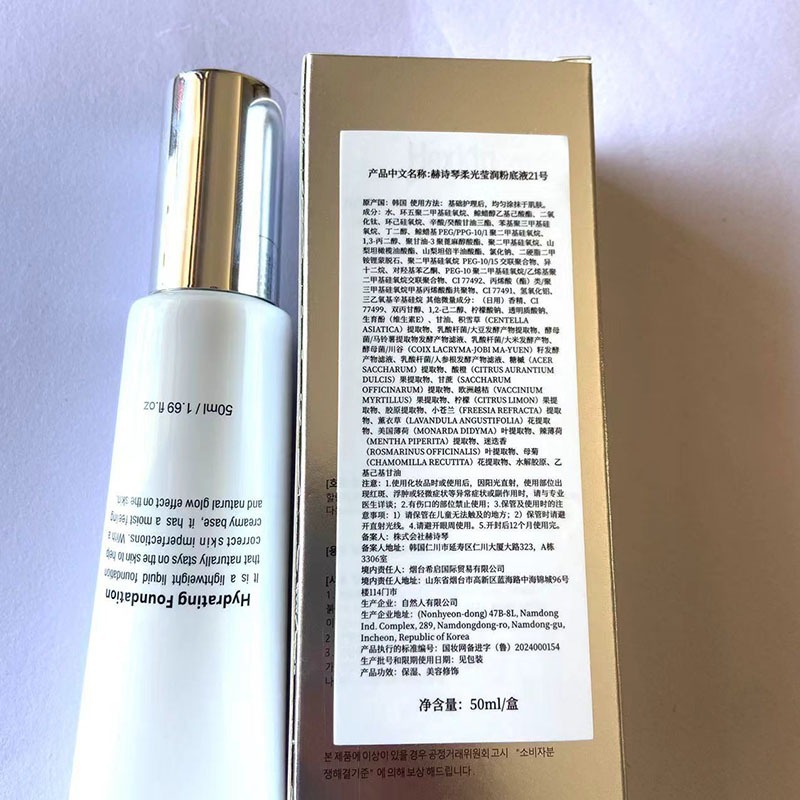 50ml / 1.69 fl.oz
Hydrating Foundation
It is a lightweight liquid foundation
that naturally stays on the skin to help
correct skin imperfections. With a
creamy base, it has a moist feeling
and natural glow effect on the skin.
产品中文名称:赫诗琴柔光莹润粉底液21号
原产国：韩国 使用方法：基础护理后，均匀涂抹于肌肤。
成分：水、环五聚二甲基硅氧烷、鲸蜡醇乙基己酸酯、二氧
化钛、环己硅氧烷、辛酸/癸酸甘油三酯、苯基聚三甲基硅
氧烷、丁二醇、鲸蜡基 PEG/PPG-10/1 聚二甲基硅氧烷、
1,3-丙二醇、聚甘油-3 聚蓖麻醇酸酯、聚二甲基硅氧烷、山
梨坦橄榄油酸酯、山梨坦倍半油酸酯、氯化钠、二硬脂二甲
铵锂蒙脱石、聚二甲基硅氧烷 PEG-10/15 交联聚合物、异
十二烷、对羟基苯乙酮、PEG-10 聚二甲基硅氧烷/乙烯基聚
二甲基硅氧烷交联聚合物、CI 77492、丙烯酸（酯）类/聚
三甲基硅氧烷甲基丙烯酸酯共聚物、CI 77491、氢氧化铝、
三乙氧基辛基硅烷 其他微量成分：（日用）香精、CI
77499、双丙甘醇、1,2-己二醇、柠檬酸钠、透明质酸钠、
生育酚（维生素E）、甘油、积雪草（CENTELLA
ASIATICA）提取物、乳酸杆菌/大豆发酵产物提取物、酵母
菌/马铃薯提取物发酵产物滤液、乳酸杆菌/大米发酵产物、
酵母菌/川谷（COIX LACRYMA-JOBI MA-YUEN）籽发酵
产物滤液、乳酸杆菌/人参根发酵产物滤液、糖槭（ACER
SACCHARUM）提取物、酸橙（CITRUS AURANTIUM
DULCIS）果提取物、甘蔗（SACCHARUM
OFFICINARUM）提取物、欧洲越桔（VACCINIUM
MYRTILLUS）果提取物、柠檬（CITRUS LIMON）果提
取物、胶原提取物、小苍兰（FREESIA REFRACTA）提取
物、薰衣草（LAVANDULA ANGUSTIFOLIA）花提取
物、美国薄荷（MONARDA DIDYMA）叶提取物、辣薄荷
（MENTHA PIPERITA）提取物、迷迭香
（ROSMARINUS OFFICINALIS）叶提取物、母菊
（CHAMOMILLA RECUTITA）花提取物、水解胶原、乙
基己基甘油
注意：1.使用化妆品时或使用后，因阳光直射，使用部位出
现红斑、浮肿或轻微症状等异常症状或副作用时，请与专业
医生详谈；2.有伤口的部位禁止使用；3.保管及使用时的注
意事项：1）请保管在儿童无法触及的地方；2）保管时请避
开直射光线。4.请避开眼周使用。5.开封后12个月使用完。
备案人：株式会社赫诗琴
备案人地址：韩国仁川市延寿区仁川大厦大路323，A栋
3306室
境内责任人：烟台希启国际贸易有限公司
境内责任人地址：山东省烟台市高新区蓝海路中海锦城96号
楼114门市
生产企业：自然人有限公司
生产企业地址：(Nonhyeon-dong) 47B-8L, Namdong
Ind. Complex, 289, Namdongdong-ro, Namdong-gu,
Incheon, Republic of Korea
产品执行的标准编号：国妆网备进字（鲁）2024000154
生产批号和限期使用日期：见包装
产品功效：保湿、美容修饰
净含量：50ml/盒
본 제품에 이상이 있을 경우 공정거래위원회 고시 "소비자분
쟁해결기준"에 의해 보상해드립니다